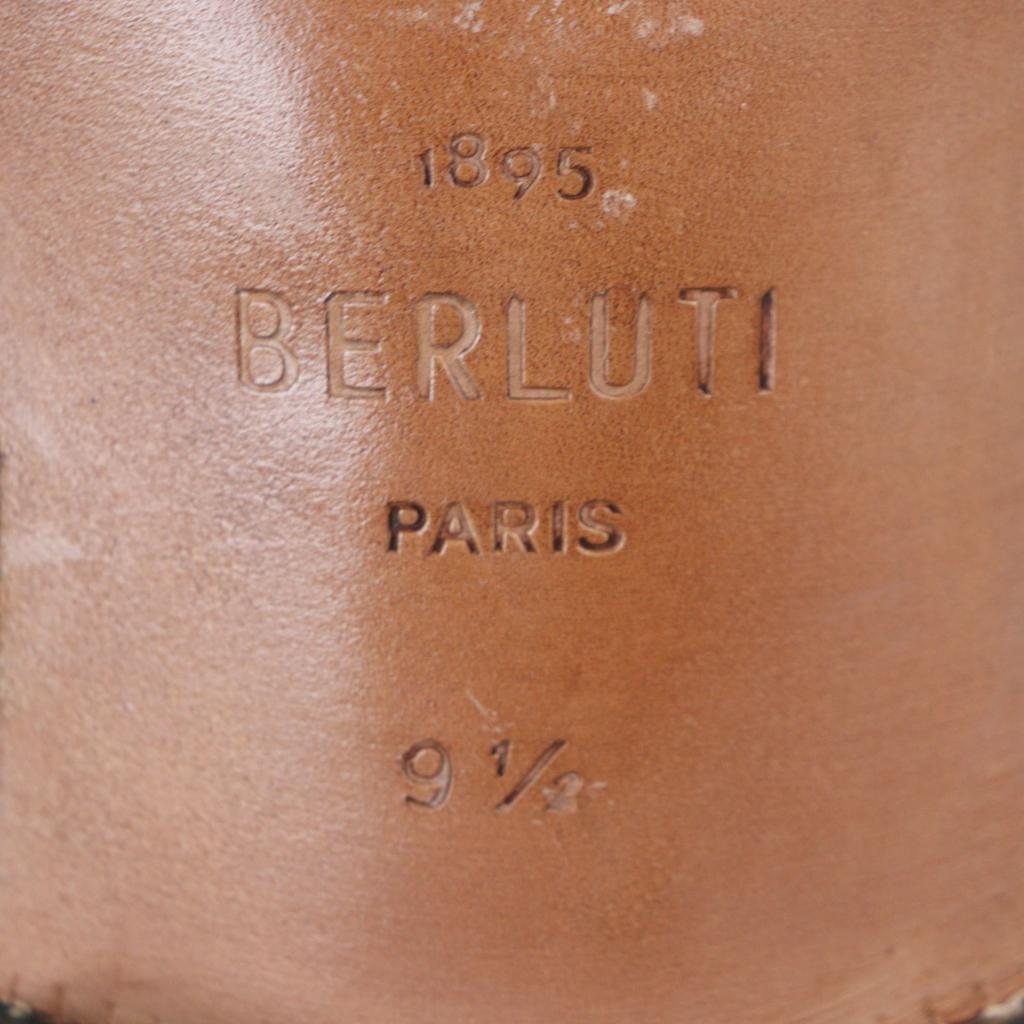 1895
BERLUTI
PARIS
9 ½